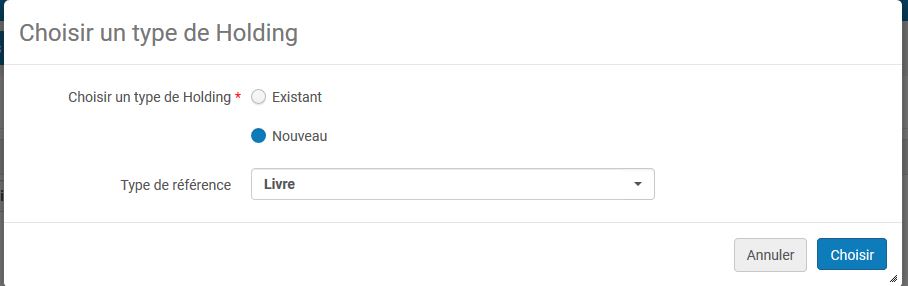 Choisir un type de Holding
Choisir un type de Holding * Existant
Nouveau
Type de référence Livre
Annuler Choisir